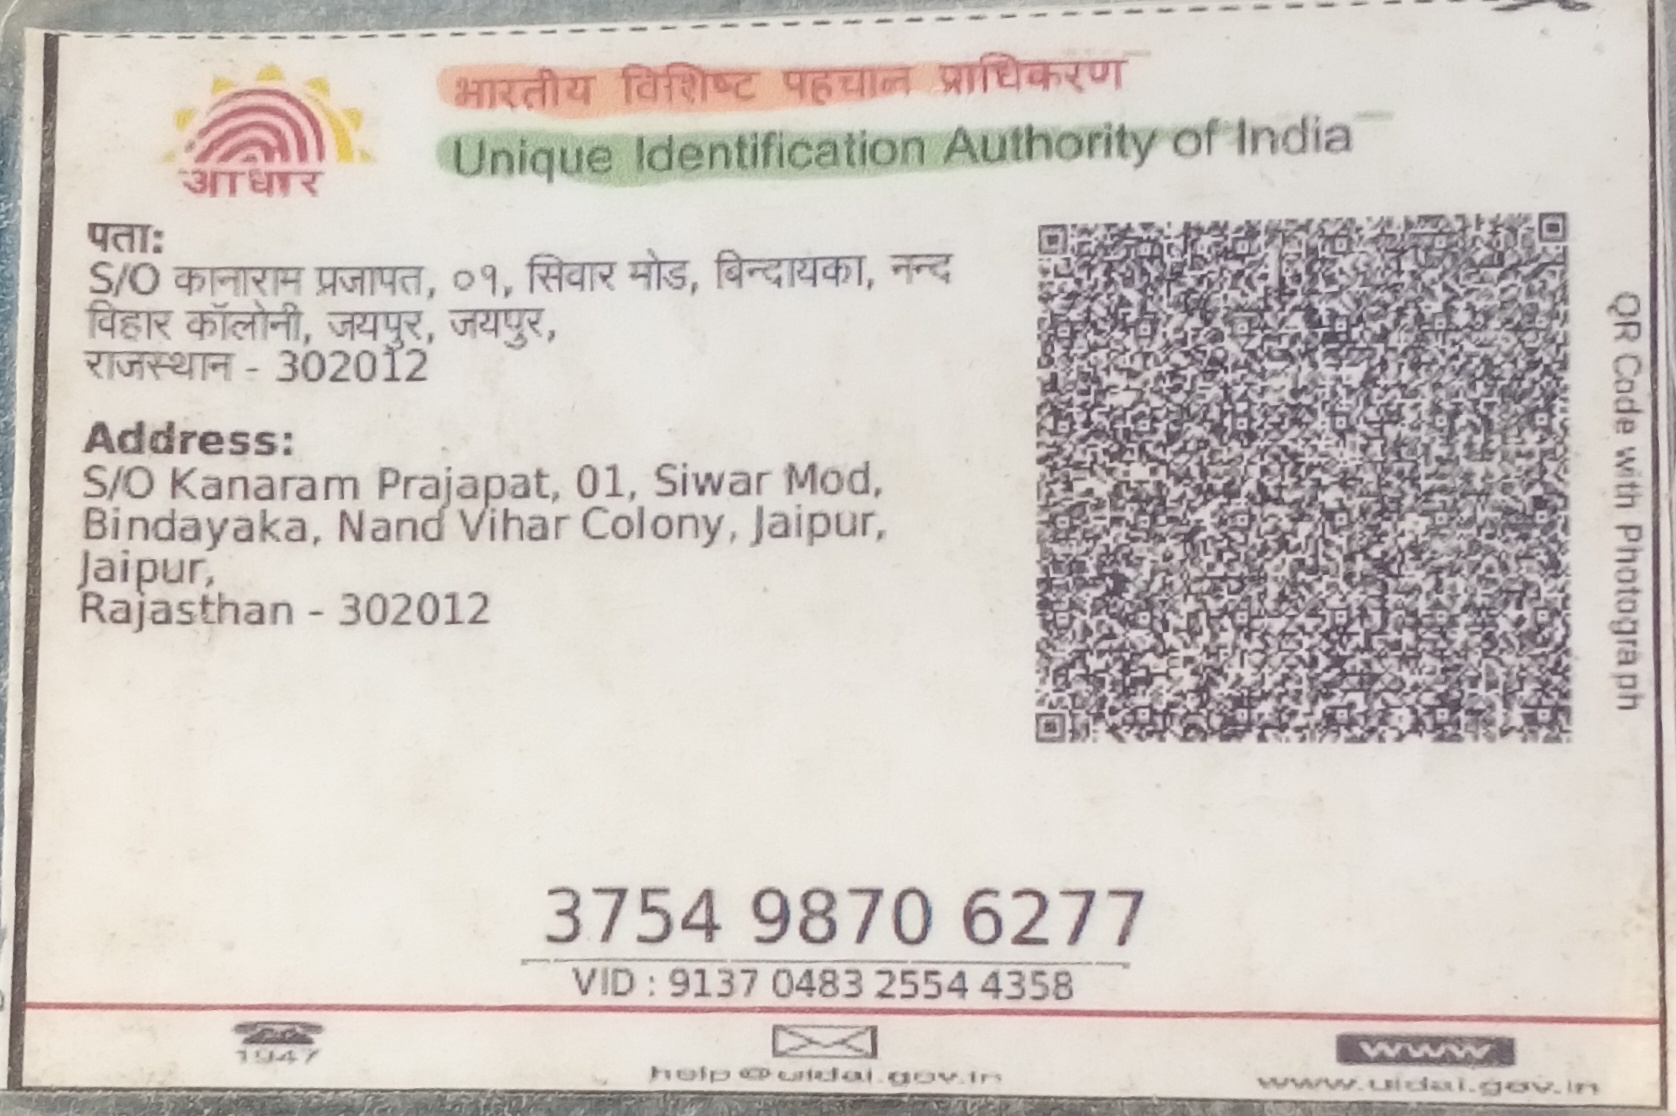 भारतीय विशिष्ट पहचान प्राधिकरण
Unique Identification Authority of India
आधार
पता:
S/O कानाराम प्रजापत, ०१, सिवार मोड, बिन्दायका, नन्द
विहार कॉलोनी, जयपुर, जयपुर,
राजस्थान - 302012
Address:
S/O Kanaram Prajapat, 01, Siwar Mod,
Bindayaka, Nand Vihar Colony, Jaipur,
Jaipur,
Rajasthan - 302012
QR Code with Photograph
3754 9870 6277
VID : 9137 0483 2554 4358
1947
help@uidai.gov.in
www
www.uidai.gov.in